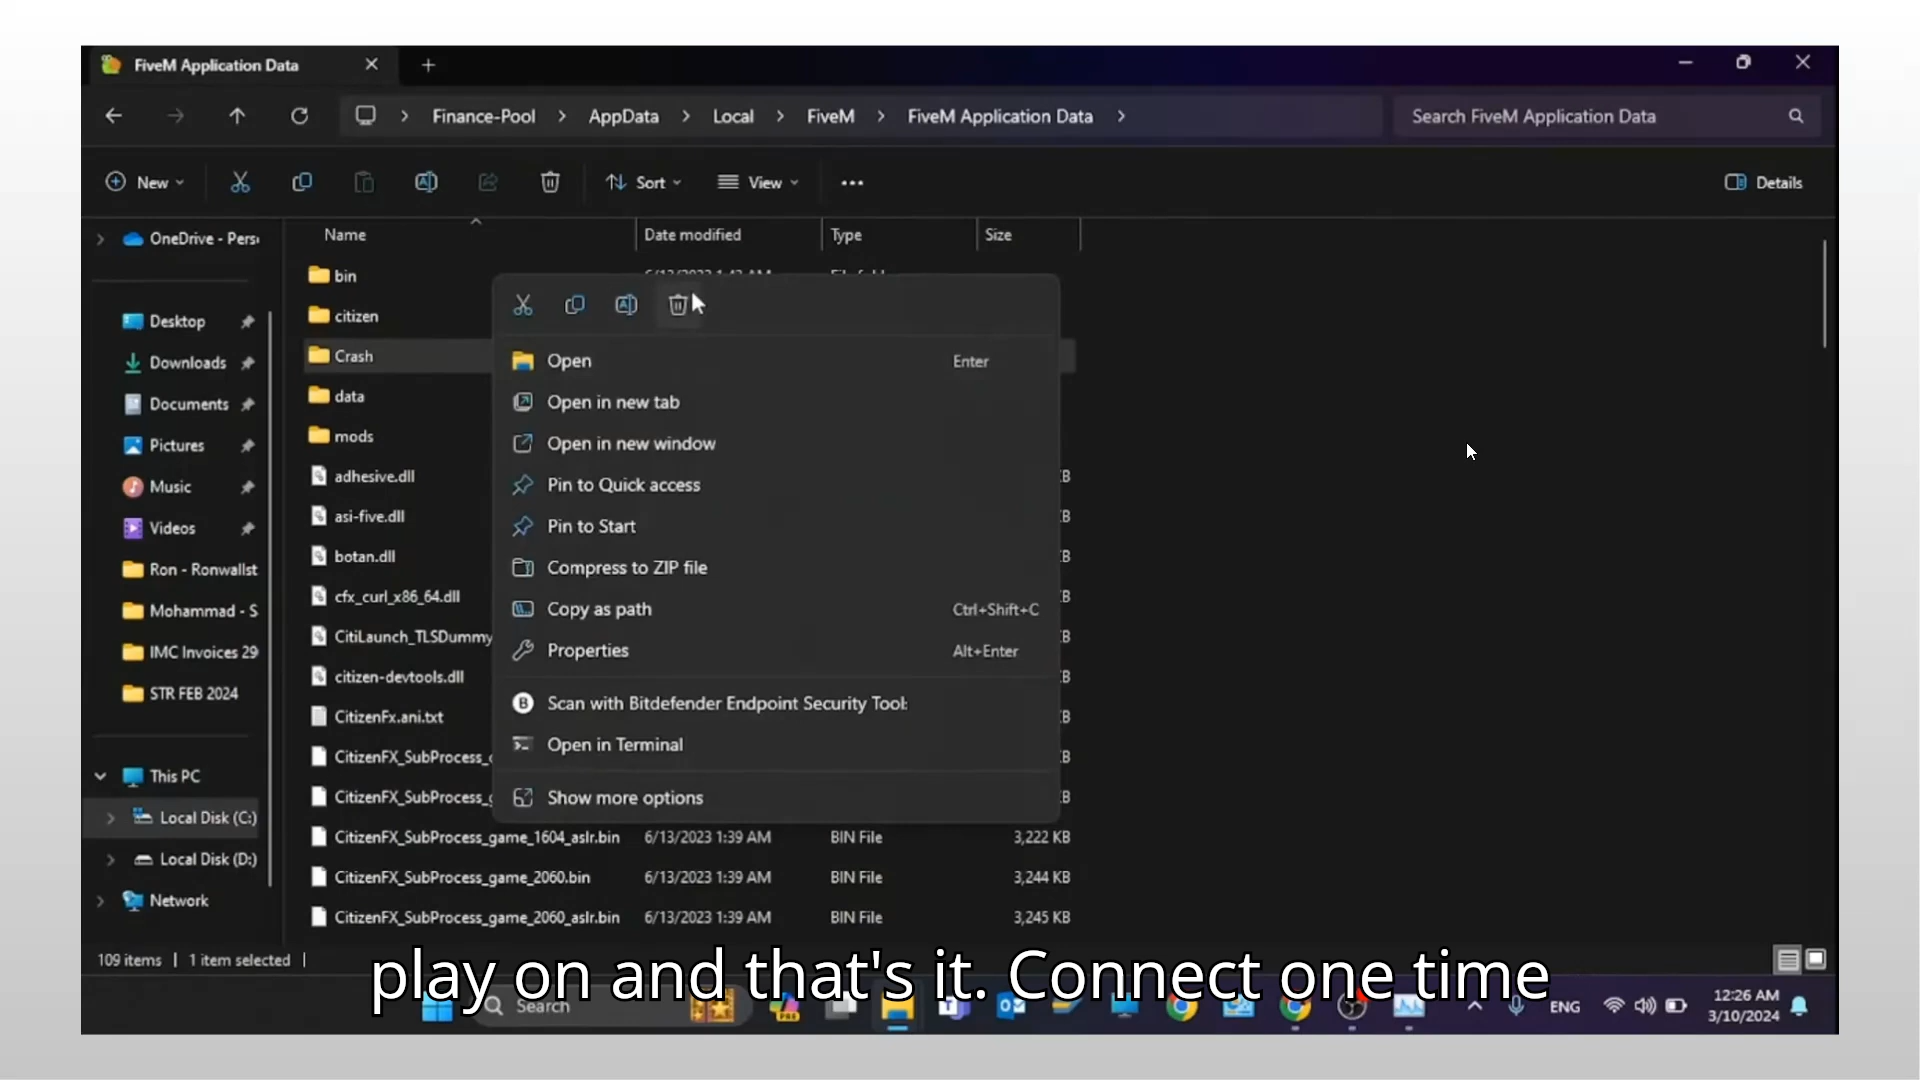 FiveM Application Data
Finance-Pool > AppData > Local > FiveM > FiveM Application Data >
Search FiveM Application Data
New
Sort
View
Details
OneDrive - Pers
Desktop
Downloads
Documents
Pictures
Music
Videos
Ron - Ronwallst
Mohammad - S
IMC Invoices 29
STR FEB 2024
This PC
Local Disk (C:)
Local Disk (D:)
Network
Name Date modified Type Size
bin
citizen
Crash
data
mods
adhesive.dll
asi-five.dll
botan.dll
cfx_curl_x86_64.dll
CitiLaunch_TLSDummy
citizen-devtools.dll
CitizenFx.ani.txt
CitizenFX_SubProcess_
CitizenFX_SubProcess_
CitizenFX_SubProcess_game_1604_aslr.bin 6/13/2023 1:39 AM BIN File 3,222 KB
CitizenFX_SubProcess_game_2060.bin 6/13/2023 1:39 AM BIN File 3,244 KB
CitizenFX_SubProcess_game_2060_aslr.bin 6/13/2023 1:39 AM BIN File 3,245 KB
Open Enter
Open in new tab
Open in new window
Pin to Quick access
Pin to Start
Compress to ZIP file
Copy as path Ctrl+Shift+C
Properties Alt+Enter
Scan with Bitdefender Endpoint Security Tool
Open in Terminal
Show more options
109 items | 1 item selected |
play on and that's it. Connect one time
Search
ENG
12:26 AM
3/10/2024